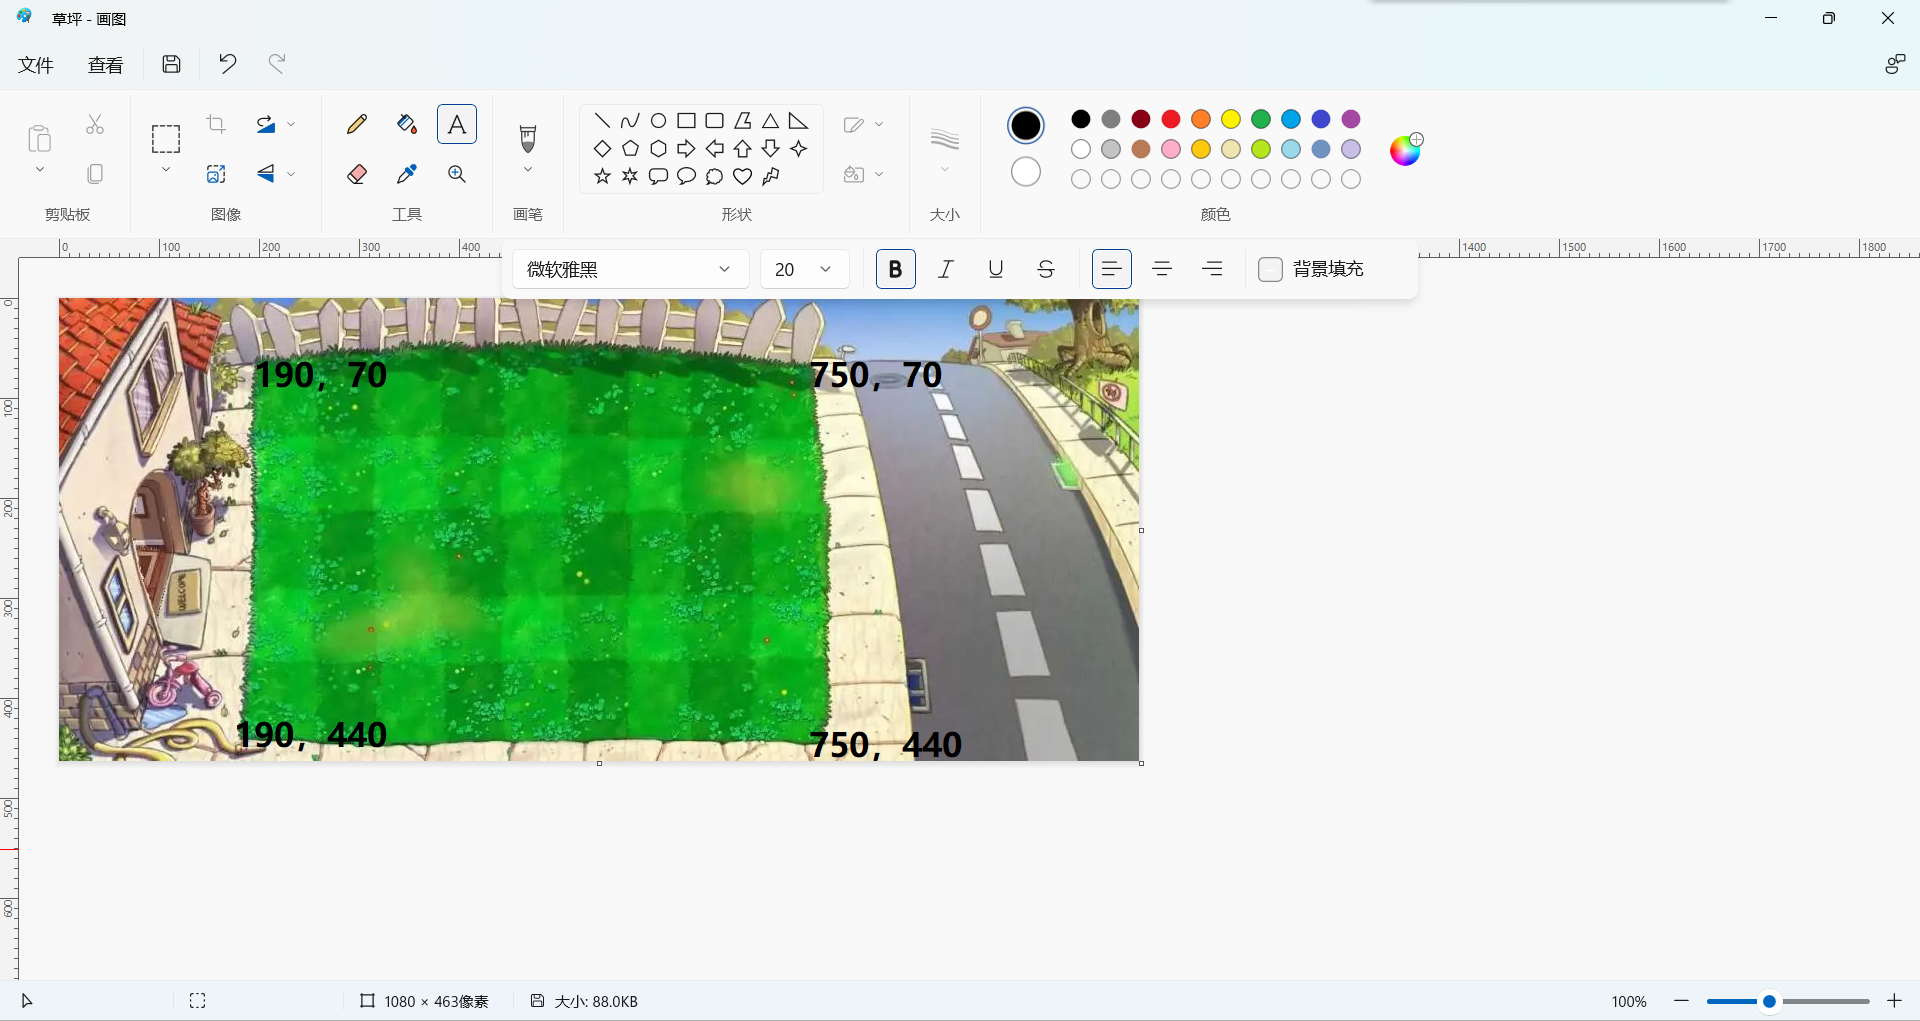 草坪 - 画图
文件 查看
剪贴板 图像 工具 画笔 形状 大小 颜色
0 100 200 300 400 1400 1500 1600 1700 1800
微软雅黑 20 B I U S 背景填充
0
100
200
300
400
500
600
190, 70 750, 70
WELCOME
190, 440 750, 440
1080 × 463像素 大小: 88.0KB 100%